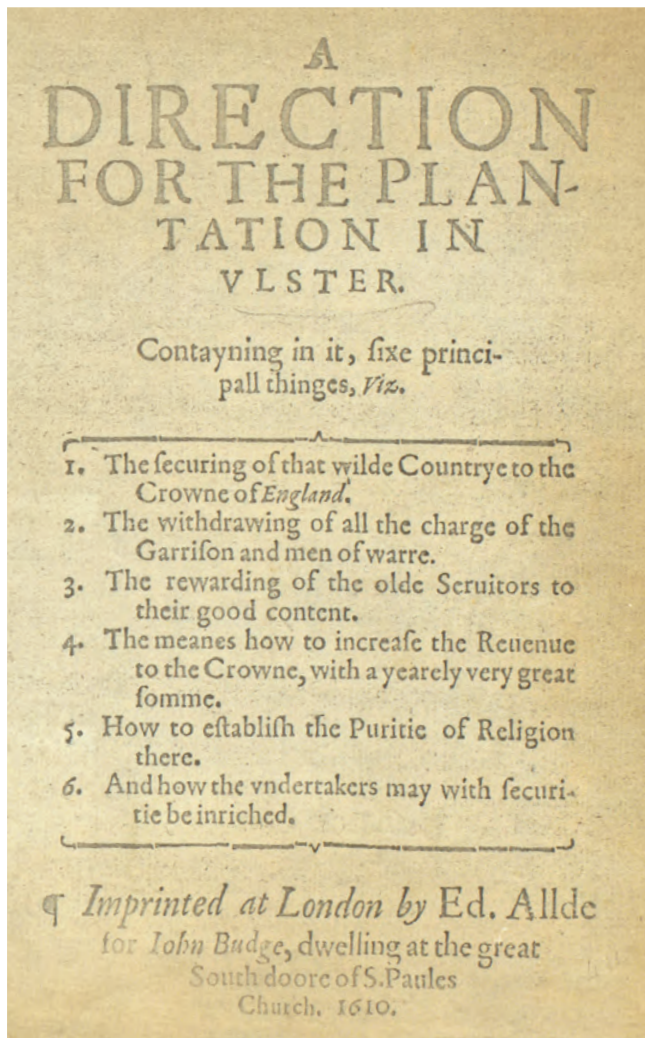 A
DIRECTION
FOR THE PLAN-
TATION IN
VLSTER.
Contayning in it, ſixe princi-
pall thinges, Viz.
1. The ſecuring of that wilde Countrye to the
Crowne of England.
2. The withdrawing of all the charge of the
Garriſon and men of warre.
3. The rewarding of the olde Seruitors to
their good content.
4. The meanes how to increaſe the Reuenue
to the Crowne, with a yearely very great
ſomme.
5. How to eſtabliſh the Puritie of Religion
there.
6. And how the vndertakers may with ſecuri-
tie be inriched.
¶ Imprinted at London by Ed. Allde
for Iohn Budge, dwelling at the great
South doore of S.Paules
Church. 1610.